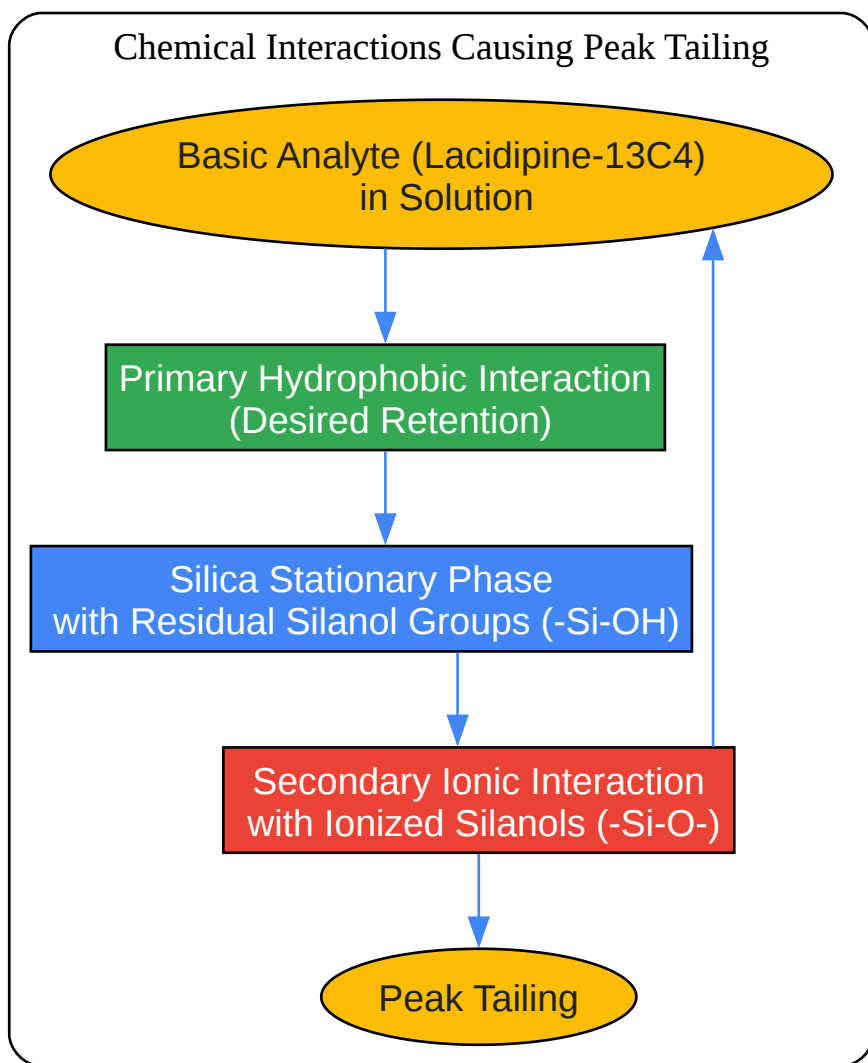 Chemical Interactions Causing Peak Tailing
Basic Analyte (Lacidipine-13C4)
in Solution
Primary Hydrophobic Interaction
(Desired Retention)
Silica Stationary Phase
with Residual Silanol Groups (-Si-OH)
Secondary Ionic Interaction
with Ionized Silanols (-Si-O-)
Peak Tailing